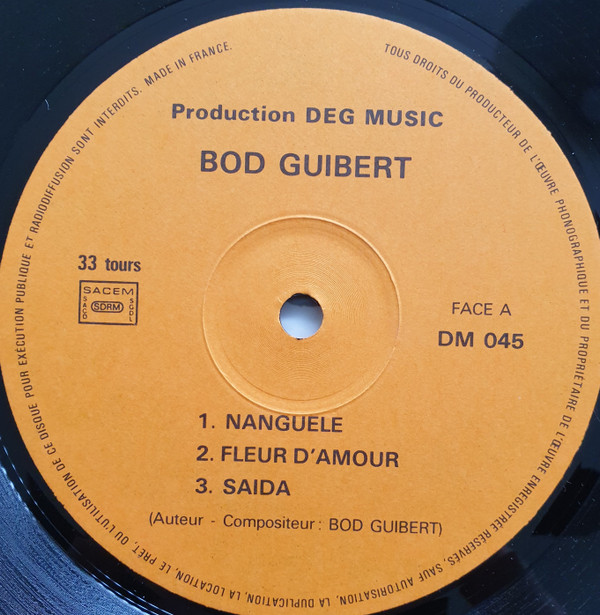 TOUS DROITS DU PRODUCTEUR DE L'ŒUVRE PHONOGRAPHIQUE ET DU PROPRIÉTAIRE DE L'ŒUVRE ENREGISTRÉE RÉSERVÉS, SAUF AUTORISATION, LA DUPLICATION, LA LOCATION, LE PRET, OU L'UTILISATION DE CE DISQUE POUR EXÉCUTION PUBLIQUE ET RADIODIFFUSION SONT INTERDITS. MADE IN FRANCE.
Production DEG MUSIC
BOD GUIBERT
33 tours
SACEM
SACD
SDRM
SGDL
FACE A
DM 045
1. NANGUELE
2. FLEUR D'AMOUR
3. SAIDA
(Auteur - Compositeur: BOD GUIBERT)